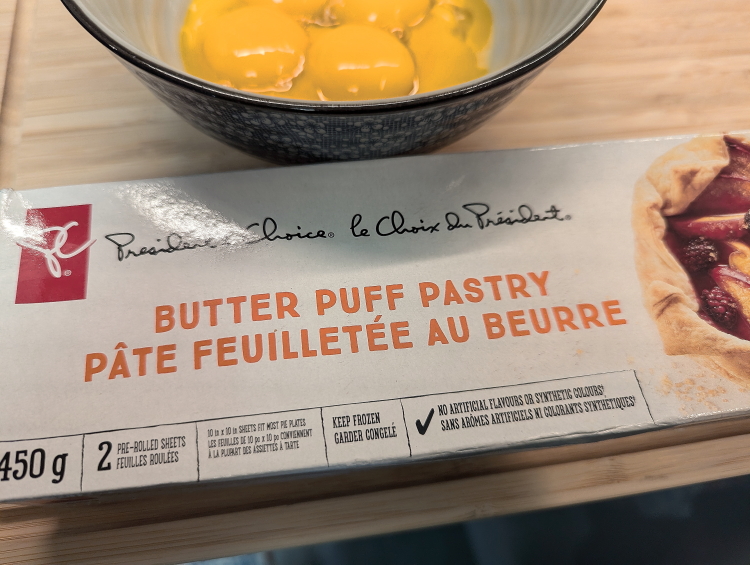 PC®
President's Choice® le Choix du Président®
BUTTER PUFF PASTRY
PÂTE FEUILLETÉE AU BEURRE
450 g
2 PRE-ROLLED SHEETS
FEUILLES ROULÉES
10 in x 10 in SHEETS FIT MOST PIE PLATES
LES FEUILLES DE 10 po x 10 po CONVIENNENT
À LA PLUPART DES ASSIETTES À TARTE
KEEP FROZEN
GARDER CONGELÉ
✓ NO ARTIFICIAL FLAVOURS OR SYNTHETIC COLOURS†
SANS ARÔMES ARTIFICIELS NI COLORANTS SYNTHÉTIQUES†